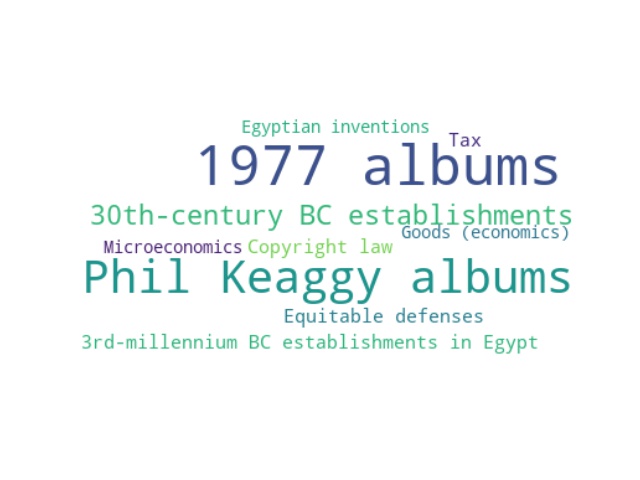 Egyptian inventions
Tax
1977 albums
30th-century BC establishments
Goods (economics)
Microeconomics
Copyright law
Phil Keaggy albums
Equitable defenses
3rd-millennium BC establishments in Egypt